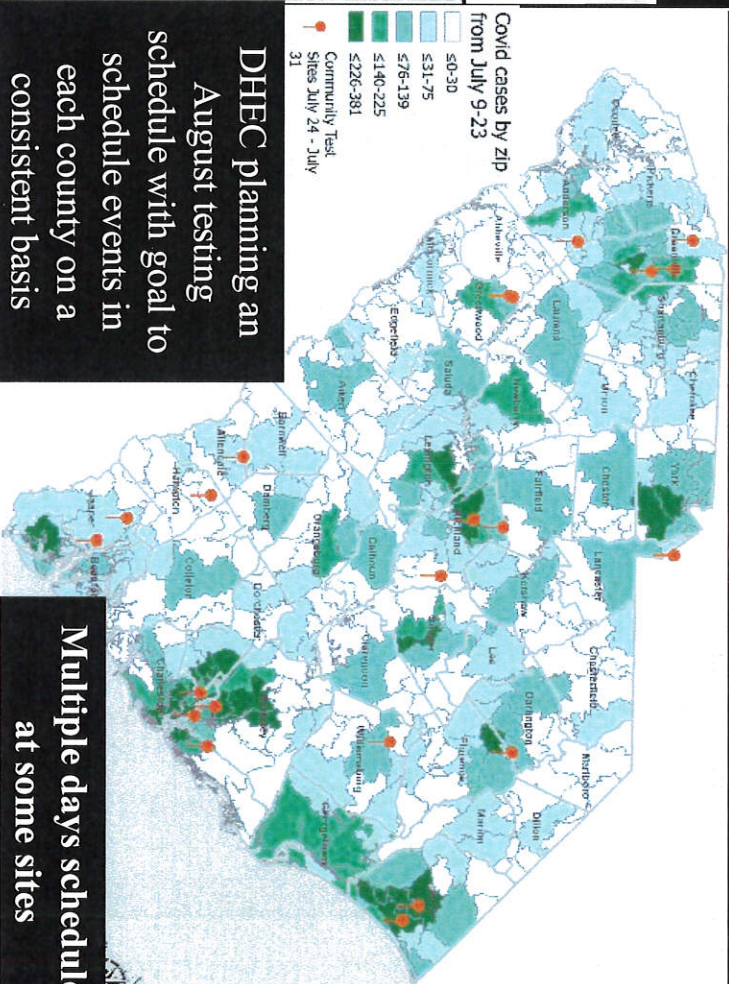 Covid cases by zip
from July 9-23
≤0-30
≤31-75
≤76-139
≤140-225
≤226-381
Community Test
Sites July 24 - July
31
DHEC planning an
August testing
schedule with goal to
schedule events in
each county on a
consistent basis
Multiple days schedule
at some sites
Oconee
Pickens
Greenville
Spartanburg
Cherokee
York
Anderson
Abbeville
Greenwood
Laurens
Union
Chester
Lancaster
Chesterfield
Marlboro
McCormick
Edgefield
Saluda
Newberry
Fairfield
Kershaw
Darlington
Dillon
Aiken
Lexington
Richland
Lee
Florence
Marion
Barnwell
Orangeburg
Calhoun
Sumter
Clarendon
Williamsburg
Georgetown
Allendale
Bamberg
Hampton
Colleton
Dorchester
Berkeley
Charleston
Jasper
Beaufort